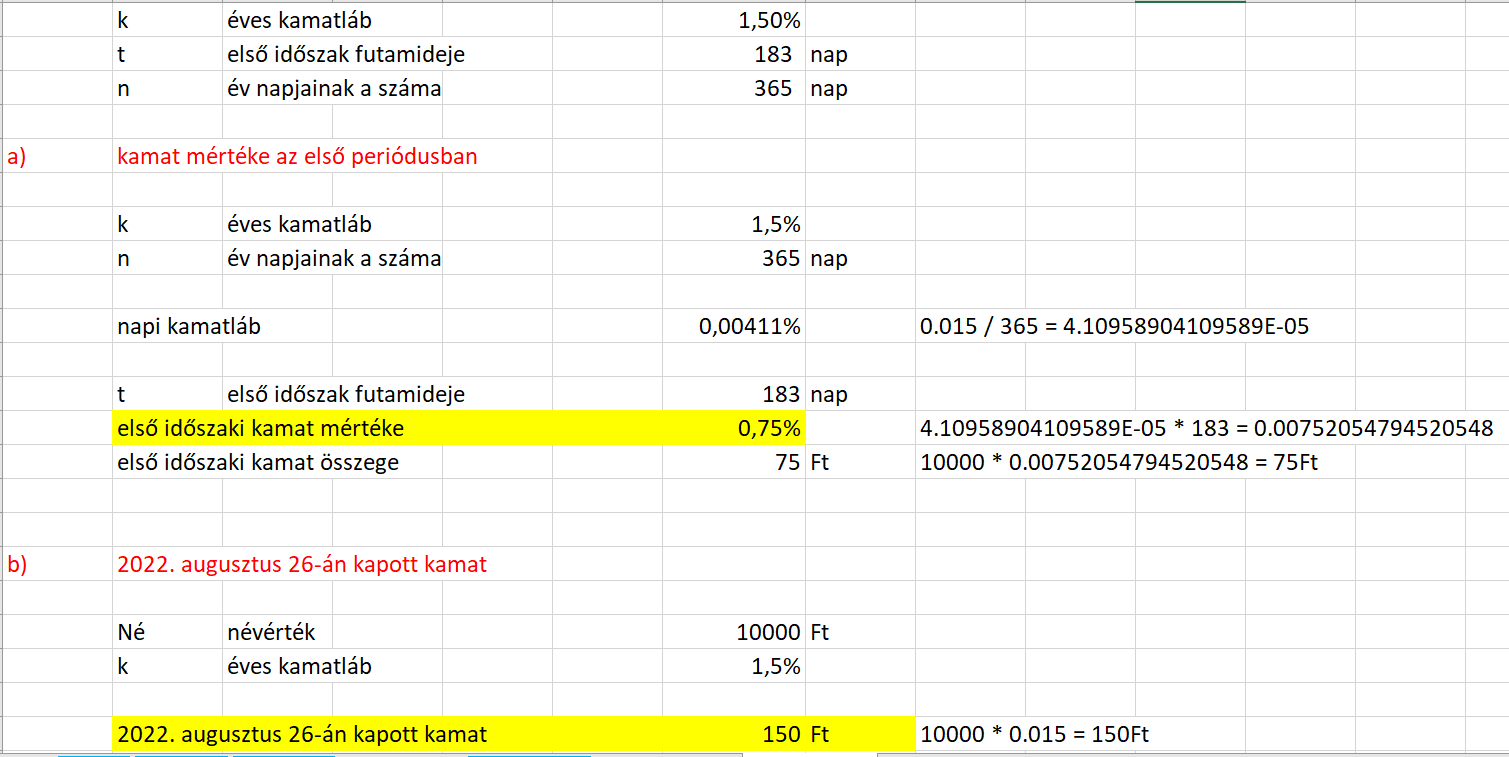 k éves kamatláb 1,50%
t első időszak futamideje 183 nap
n év napjainak a száma 365 nap
a) kamat mértéke az első periódusban
k éves kamatláb 1,5%
n év napjainak a száma 365 nap
napi kamatláb 0,00411% 0.015 / 365 = 4.10958904109589E-05
t első időszak futamideje 183 nap
első időszaki kamat mértéke 0,75% 4.10958904109589E-05 * 183 = 0.00752054794520548
első időszaki kamat összege 75 Ft 10000 * 0.00752054794520548 = 75Ft
b) 2022. augusztus 26-án kapott kamat
Né névérték 10000 Ft
k éves kamatláb 1,5%
2022. augusztus 26-án kapott kamat 150 Ft 10000 * 0.015 = 150Ft